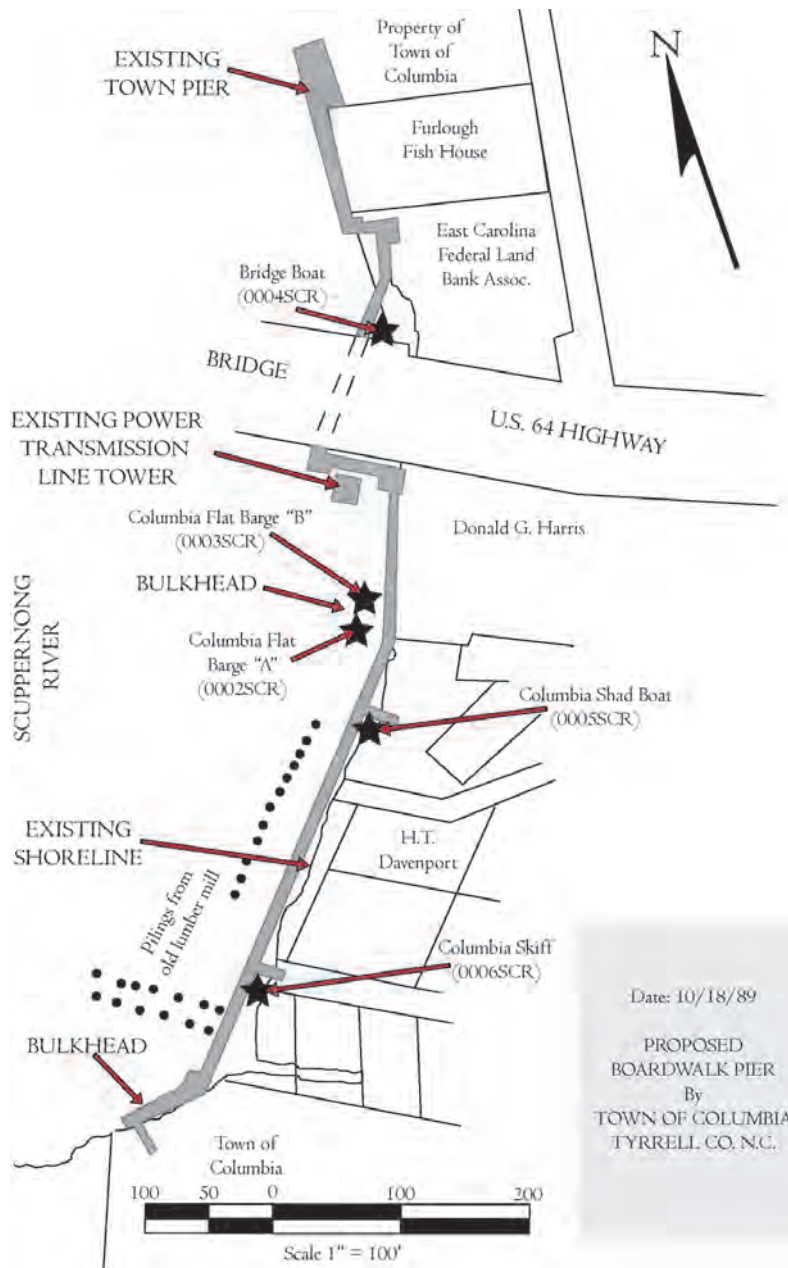 Property of
Town of
Columbia
N
EXISTING
TOWN PIER
Furlough
Fish House
East Carolina
Federal Land
Bank Assoc.
Bridge Boat
(0004SCR)
BRIDGE
U.S. 64 HIGHWAY
EXISTING POWER
TRANSMISSION
LINE TOWER
Columbia Flat Barge "B"
(0003SCR)
Donald G. Harris
BULKHEAD
Columbia Flat
Barge "A"
(0002SCR)
SCUPPERNONG
RIVER
Columbia Shad Boat
(0005SCR)
EXISTING
SHORELINE
H.T.
Davenport
Pilings from
old lumber mill
Columbia Skiff
(0006SCR)
BULKHEAD
Date: 10/18/89
PROPOSED
BOARDWALK PIER
By
TOWN OF COLUMBIA
TYRRELL CO. N.C.
Town of
Columbia
100 50 0 100 200
Scale 1" = 100'